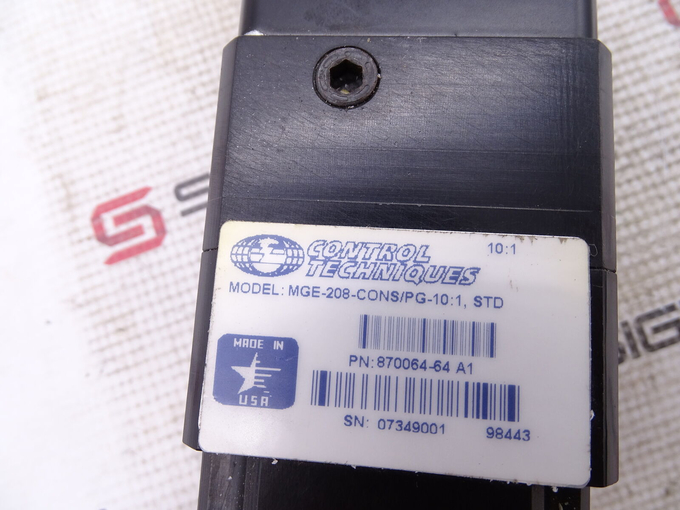 CONTROL
TECHNIQUES
10:1
MODEL: MGE-208-CONS/PG-10:1, STD
MADE IN
USA
PN: 870064-64 A1
SN: 07349001
98443